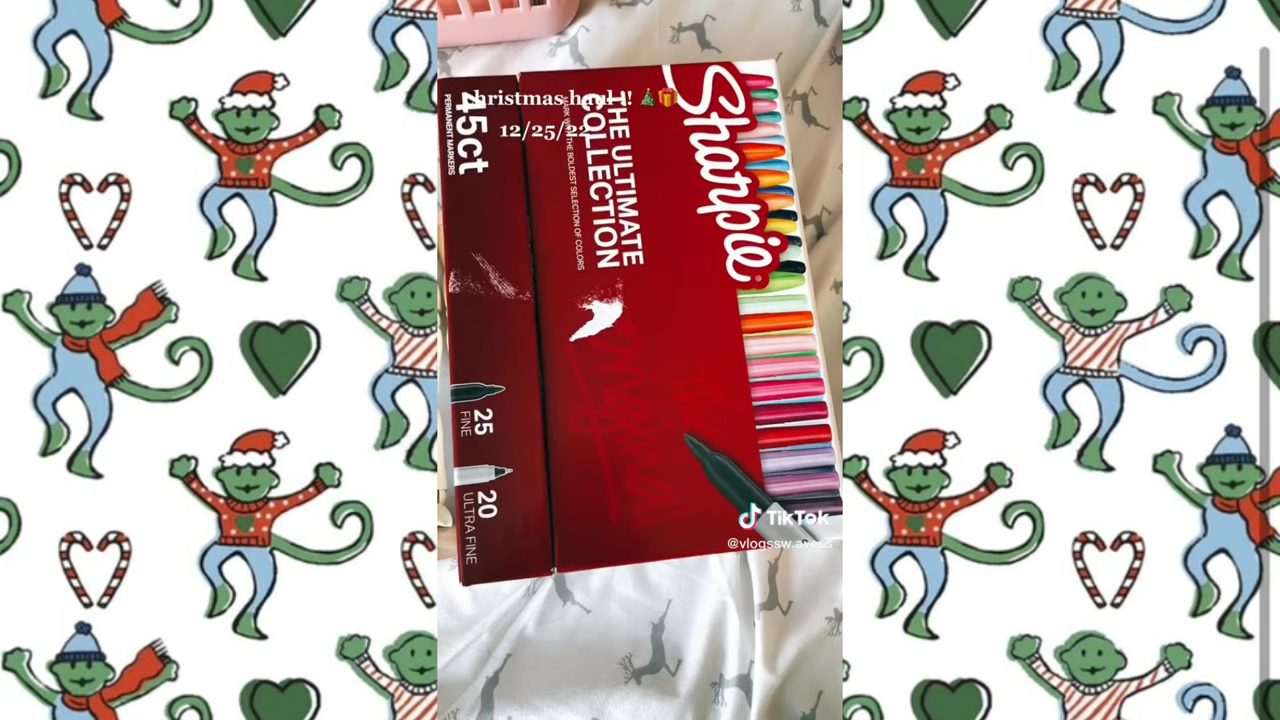 christmas haul !! 🎄🎁
12/25/22
Sharpie®
THE ULTIMATE
COLLECTION
MARK WITH THE BOLDEST SELECTION OF COLORS
45ct
PERMANENT MARKERS
25
FINE
20
ULTRA FINE
TikTok
@vlogssw.avess